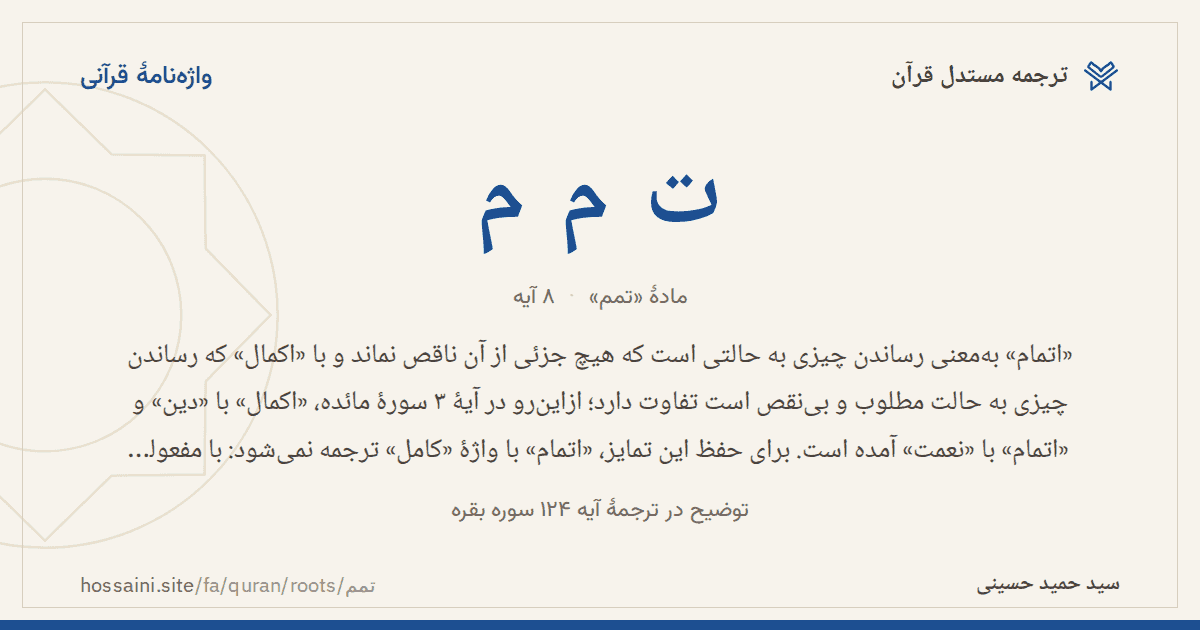 ترجمه مستدل قرآن
واژه‌نامهٔ قرآنی
ت م م
مادهٔ «تمم» · ۸ آیه
«اتمام» به‌معنی رساندن چیزی به حالتی است که هیچ جزئی از آن ناقص نماند و با «اکمال» که رساندن
چیزی به حالت مطلوب و بی‌نقص است تفاوت دارد؛ ازاین‌رو در آیهٔ ۳ سورهٔ مائده، «اکمال» با «دین» و
«اتمام» با «نعمت» آمده است. برای حفظ این تمایز، «اتمام» با واژهٔ «کامل» ترجمه نمی‌شود: با مفعول…
توضیح در ترجمهٔ آیه ۱۲۴ سوره بقره
سید حمید حسینی
hossaini.site/fa/quran/roots/تمم